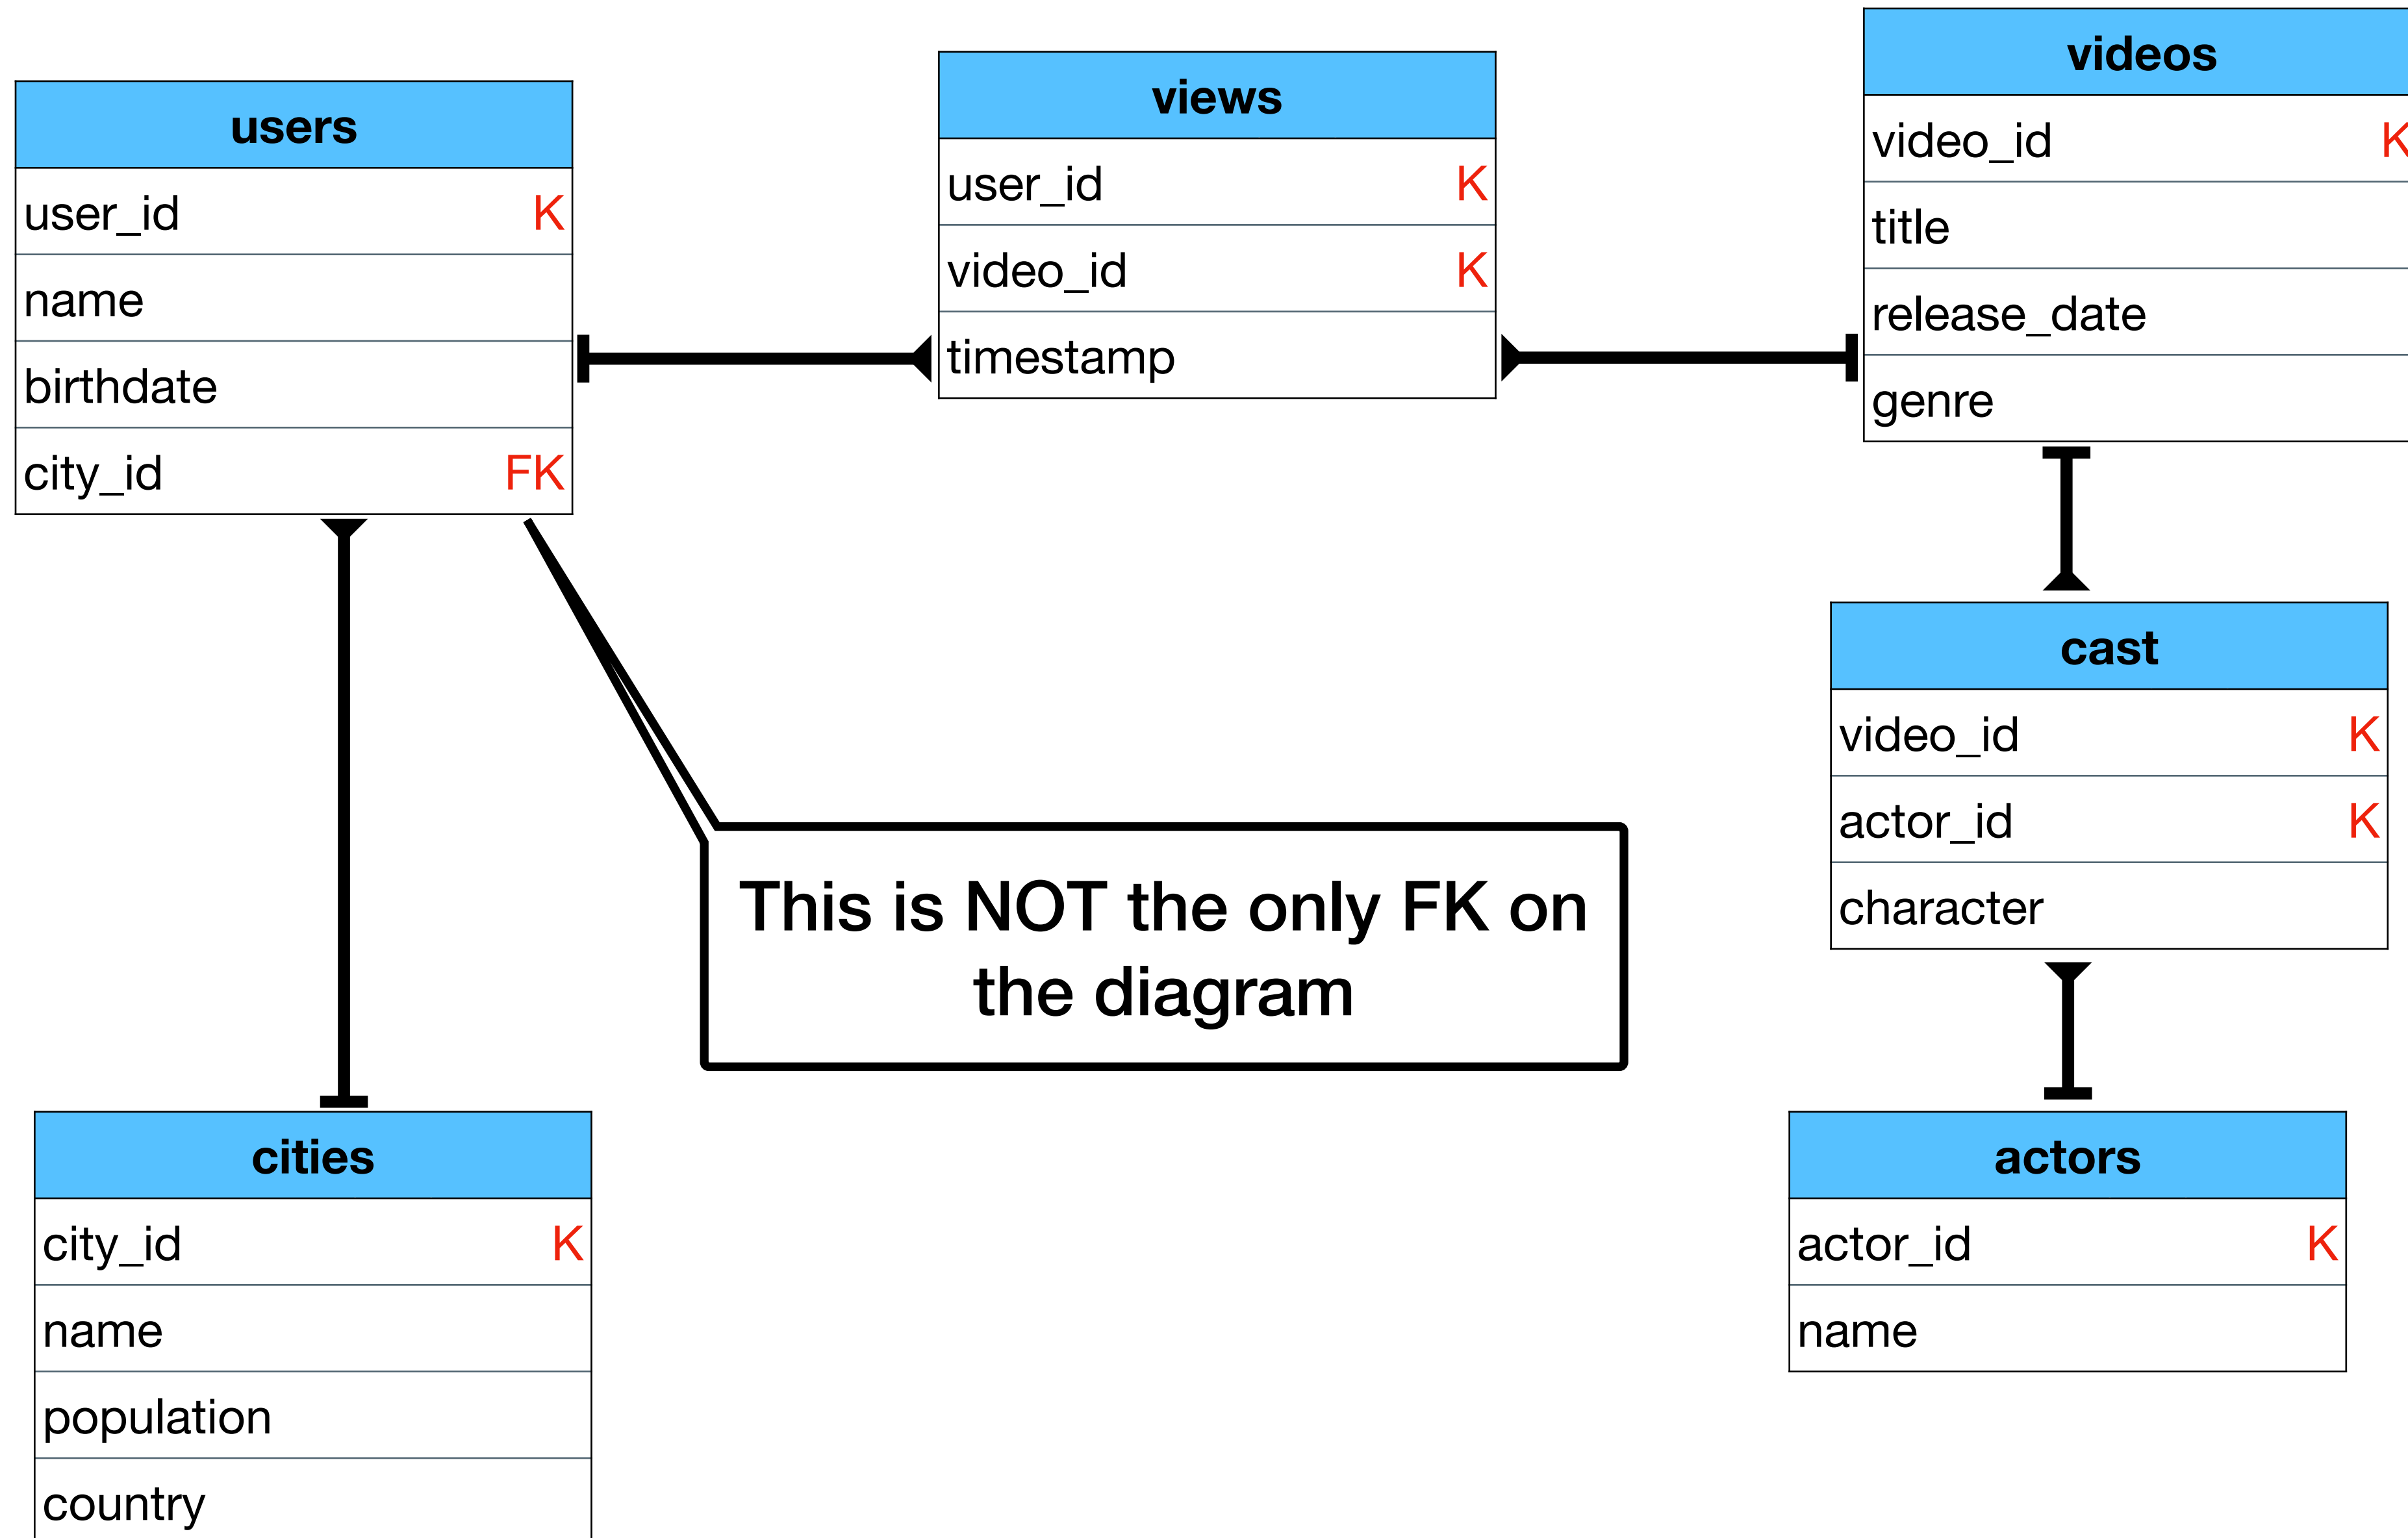 users
user_id K
name
birthdate
city_id FK
views
user_id K
video_id K
timestamp
videos
video_id K
title
release_date
genre
cast
video_id K
actor_id K
character
This is NOT the only FK on
the diagram
cities
city_id K
name
population
country
actors
actor_id K
name